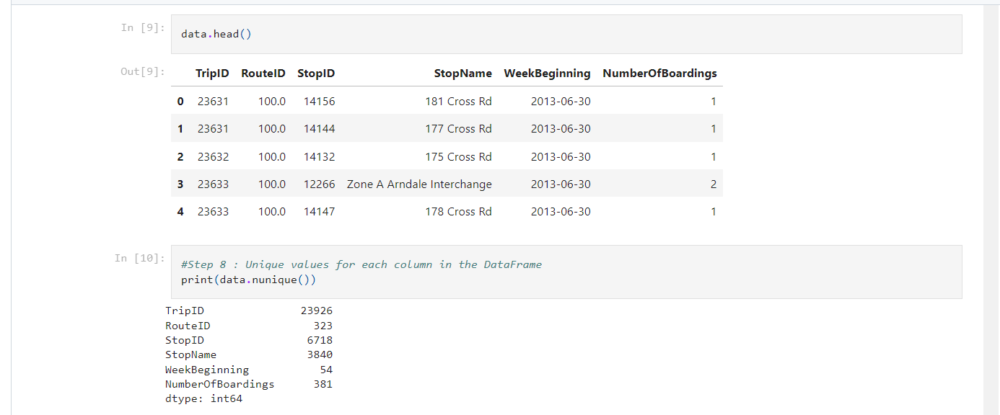 In [9]: data.head()
Out[9]: TripID RouteID StopID StopName WeekBeginning NumberOfBoardings
0 23631 100.0 14156 181 Cross Rd 2013-06-30 1
1 23631 100.0 14144 177 Cross Rd 2013-06-30 1
2 23632 100.0 14132 175 Cross Rd 2013-06-30 1
3 23633 100.0 12266 Zone A Arndale Interchange 2013-06-30 2
4 23633 100.0 14147 178 Cross Rd 2013-06-30 1
In [10]: #Step 8 : Unique values for each column in the DataFrame
print(data.nunique())
TripID 23926
RouteID 323
StopID 6718
StopName 3840
WeekBeginning 54
NumberOfBoardings 381
dtype: int64